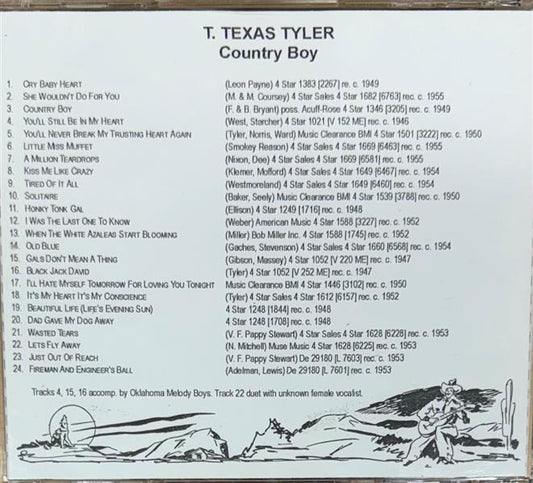 T. TEXAS TYLER
Country Boy
1. CRY BABY HEART (Leon Payne) 4 Star 1383 [2267] re. c. 1949
2. SHE WOULDN'T DO FOR YOU (M. & M. Coursey) 4 Star Sales 4 Star 1682 [6763] rec. c. 1955
3. COUNTRY BOY (F. & B. Bryant) poss. Acuff-Rose 4 Star 1346 [3205] rec. c. 1949
4. YOU'LL STILL BE IN MY HEART (West, Starcher) 4 Star 1021 [V 152 ME] rec. c. 1946
5. YOU'LL NEVER BREAK MY TRUSTING HEART AGAIN (Tyler, Norris, Ward) Music Clearance BMI 4 Star 1501 [3222] rec. c. 1950
6. LITTLE MISS MUFFET (Smokey Reason) 4 Star Sales 4 Star 1669 [6463] rec. c. 1955
7. A MILLION TEARDROPS (Nixon, Dee) 4 Star Sales 4 Star 1669 [6581] rec. c. 1955
8. KISS ME LIKE CRAZY (Klemer, Mofford) 4 Star Sales 4 Star 1649 [6467] rec. c. 1954
9. TIRED OF IT ALL (Westmoreland) 4 Star Sales 4 Star 1649 [6460] rec. c. 1954
10. SOLITAIRE (Baker, Seely) Music Clearance BMI 4 Star 1539 [3788] rec. c. 1950
11. HONKY TONK GAL (Ellison) 4 Star 1249 [1716] rec. c. 1948
12. I WAS THE LAST ONE TO KNOW (Weber) American Music 4 Star 1588 [3227] rec. c. 1952
13. WHEN THE WHITE AZALEAS START BLOOMING (Miller) Bob Miller Inc. 4 Star 1588 [1745] rec. c. 1952
14. OLD BLUE (Gaches, Stevenson) 4 Star Sales 4 Star 1660 [6568] rec. c. 1954
15. GALS DON'T MEAN A THING (Gibson, Massey) 4 Star 1052 [V 220 ME] rec. c. 1947
16. BLACK JACK DAVID (Tyler) 4 Star 1052 [V 252 ME] rec. c. 1947
17. I'LL HATE MYSELF TOMORROW FOR LOVING YOU TONIGHT Music Clearance BMI 4 Star 1446 [3102] rec. c. 1950
18. IT'S MY HEART IT'S MY CONSCIENCE (Tyler) 4 Star Sales 4 Star 1612 [6157] rec. c. 1952
19. BEAUTIFUL LIFE (LIFE'S EVENING SUN) 4 Star 1248 [1844] rec. c. 1948
20. DAD GAVE MY DOG AWAY 4 Star 1248 [1708] rec. c. 1948
21. WASTED TEARS (V. F. Pappy Stewart) 4 Star Sales 4 Star 1628 [6228] rec. c. 1953
22. LETS FLY AWAY (N. Mitchell) Muse Music 4 Star 1628 [6225] rec. c. 1953
23. JUST OUT OF REACH (V. F. Pappy Stewart) De 29180 [L 7603] rec. c. 1953
24. FIREMAN AND ENGINEER'S BALL (Adelman, Lewis) De 29180 [L 7601] rec. c. 1953
Tracks 4, 15, 16 accomp. by Oklahoma Melody Boys. Track 22 duet with unknown female vocalist.